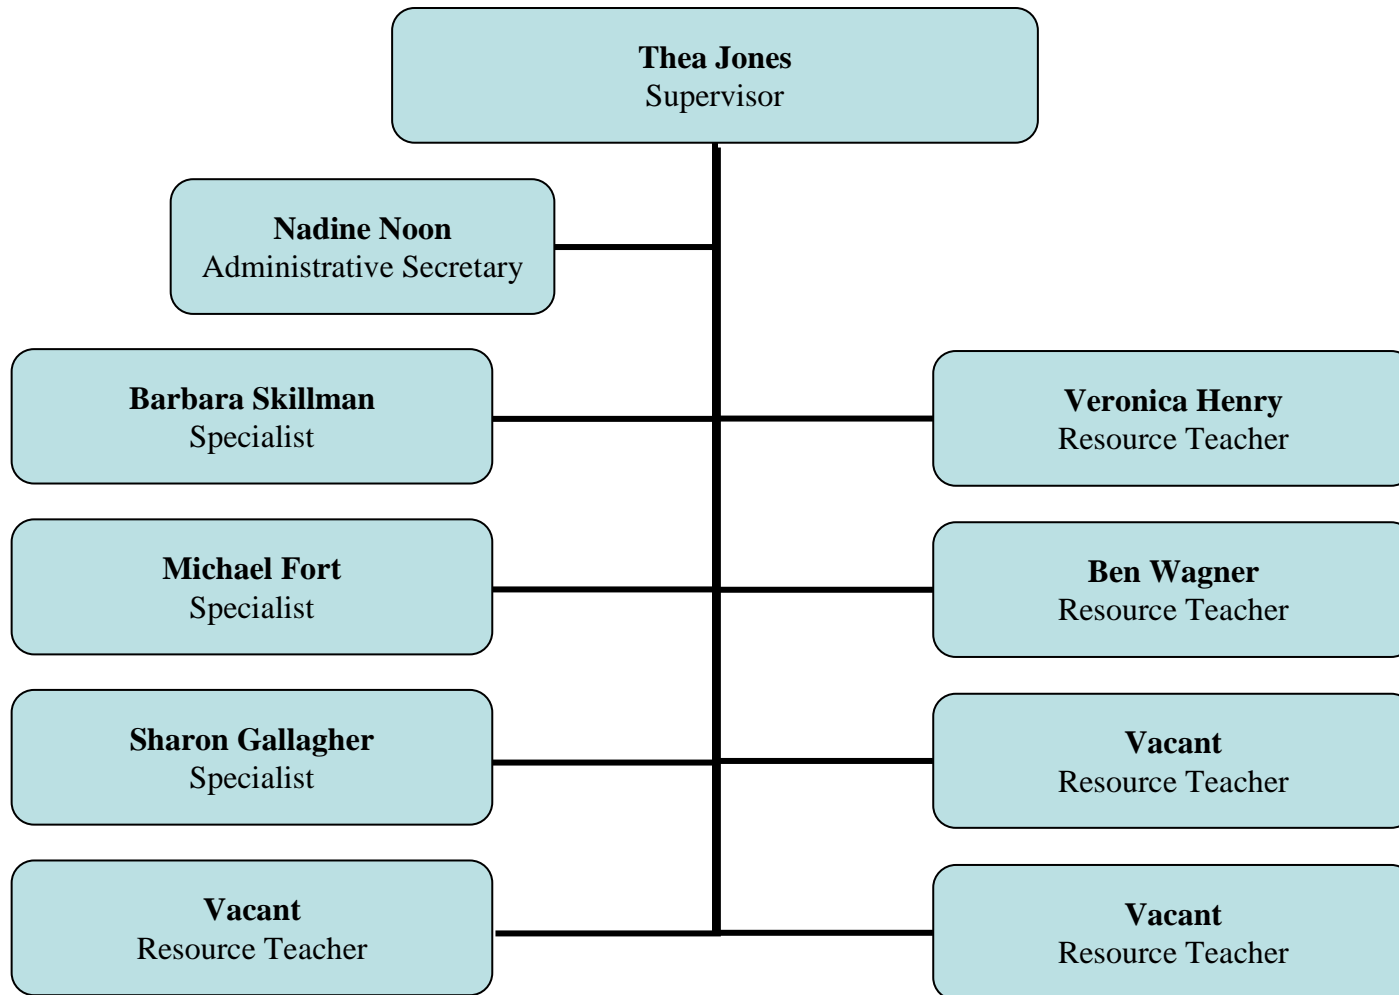 Thea Jones
Supervisor
Nadine Noon
Administrative Secretary
Barbara Skillman
Specialist
Veronica Henry
Resource Teacher
Michael Fort
Specialist
Ben Wagner
Resource Teacher
Sharon Gallagher
Specialist
Vacant
Resource Teacher
Vacant
Resource Teacher
Vacant
Resource Teacher